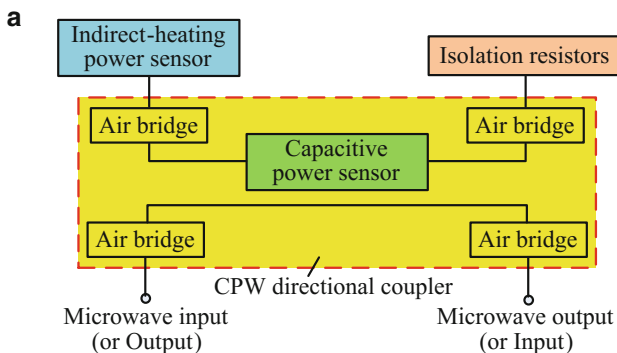 a
Indirect-heating
power sensor
Isolation resistors
Air bridge
Air bridge
Capacitive
power sensor
Air bridge
Air bridge
CPW directional coupler
Microwave input
(or Output)
Microwave output
(or Input)